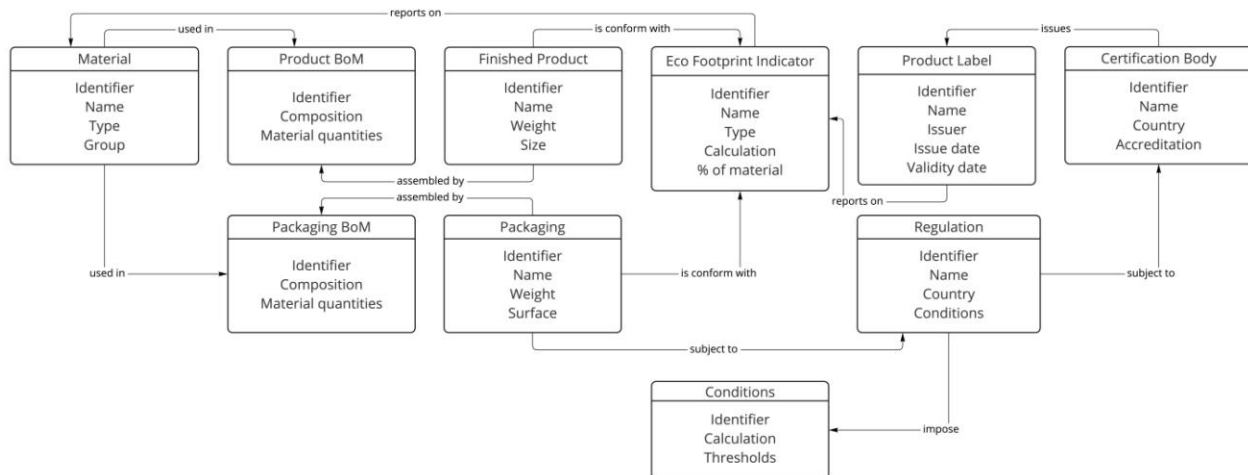 reports on
used in
is conform with
issues
Material
Identifier
Name
Type
Group
Product BoM
Identifier
Composition
Material quantities
Finished Product
Identifier
Name
Weight
Size
Eco Footprint Indicator
Identifier
Name
Type
Calculation
% of material
Product Label
Identifier
Name
Issuer
Issue date
Validity date
Certification Body
Identifier
Name
Country
Accreditation
assembled by
assembled by
reports on
Packaging BoM
Identifier
Composition
Material quantities
Packaging
Identifier
Name
Weight
Surface
Regulation
Identifier
Name
Country
Conditions
used in
is conform with
subject to
subject to
Conditions
Identifier
Calculation
Thresholds
impose